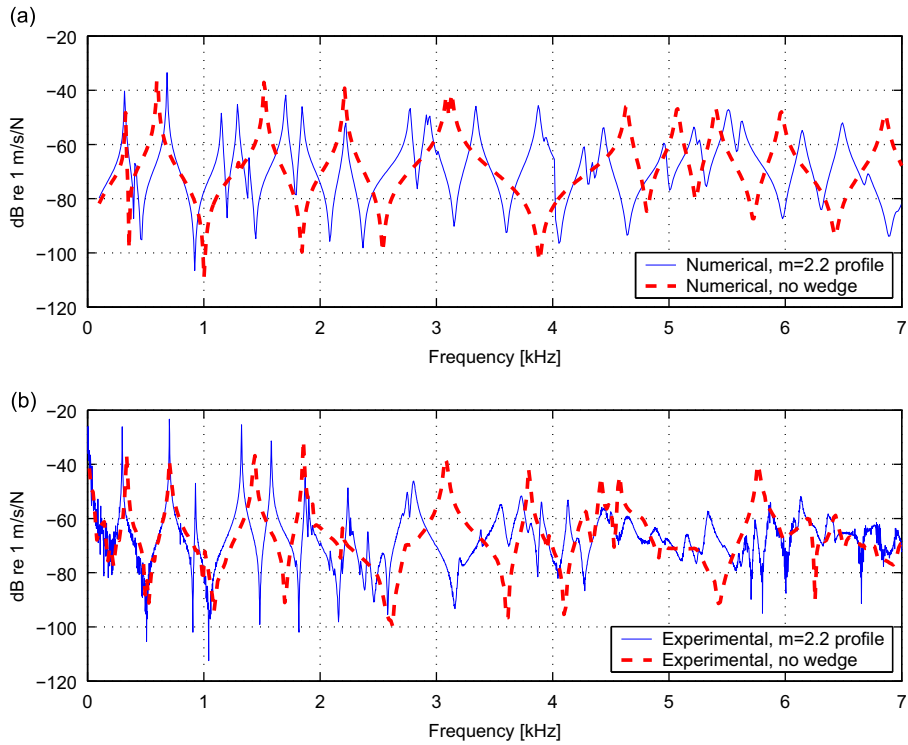 (a)
dB re 1 m/s/N
−20
−40
−60
−80
−100
−120
0 1 2 3 4 5 6 7
Frequency [kHz]
Numerical, m=2.2 profile
Numerical, no wedge
(b)
dB re 1 m/s/N
−20
−40
−60
−80
−100
−120
0 1 2 3 4 5 6 7
Frequency [kHz]
Experimental, m=2.2 profile
Experimental, no wedge